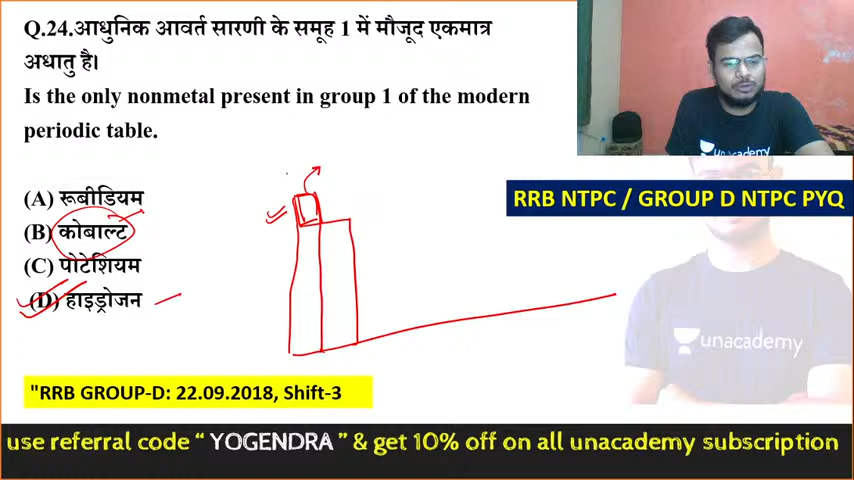 Q.24.आधुनिक आवर्त सारणी के समूह 1 में मौजूद एकमात्र
अधातु है।
Is the only nonmetal present in group 1 of the modern
periodic table.
(A) रूबीडियम
(B) कोबाल्ट
(C) पोटेशियम
(D) हाइड्रोजन
unacademy
RRB NTPC / GROUP D NTPC PYQ
unacademy
"RRB GROUP-D: 22.09.2018, Shift-3
use referral code “ YOGENDRA ” & get 10% off on all unacademy subscription